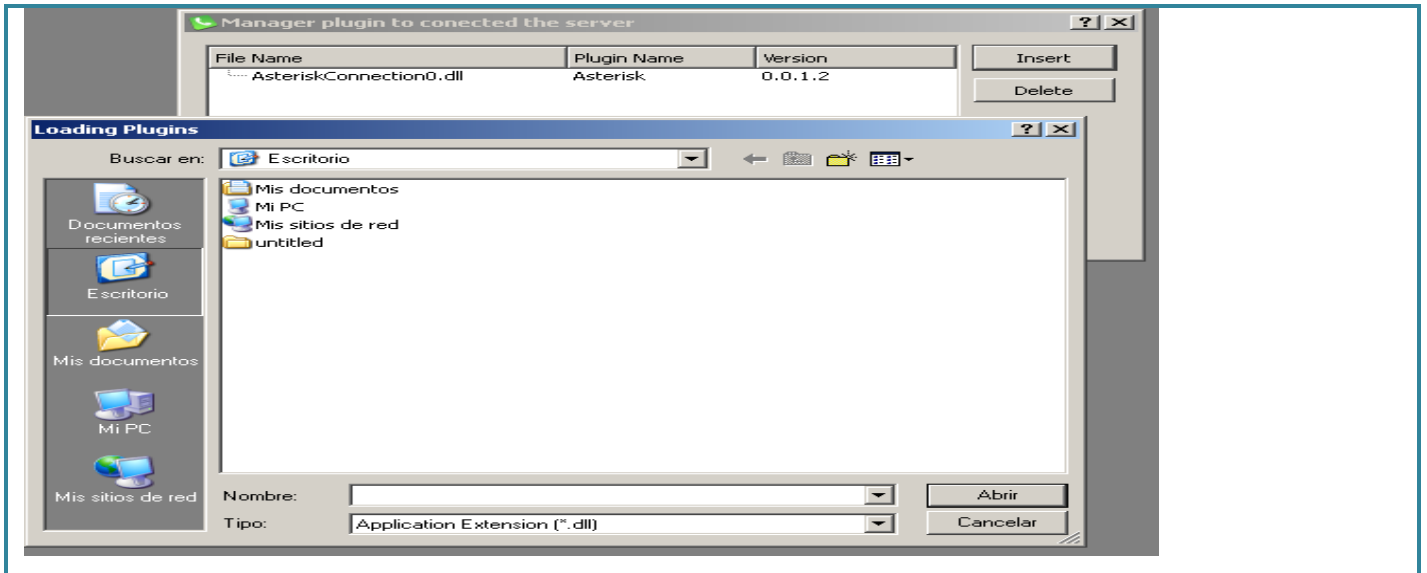 Manager plugin to conected the server
File Name Plugin Name Version Insert
AsteriskConnection0.dll Asterisk 0.0.1.2
Delete
Loading Plugins
Buscar en: Escritorio
Mis documentos
Mi PC
Mis sitios de red
untitled
Documentos
recientes
Escritorio
Mis documentos
Mi PC
Mis sitios de red
Nombre: Abrir
Tipo: Application Extension (*.dll) Cancelar